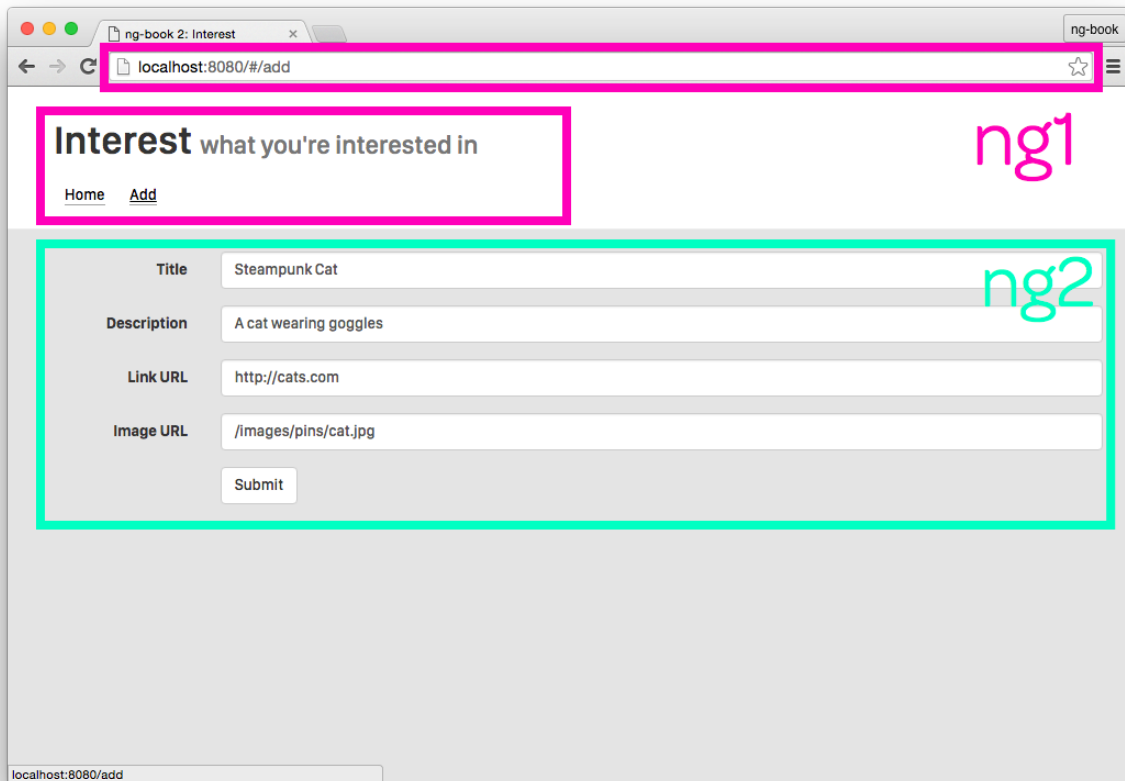 ng-book 2: Interest
ng-book
localhost:8080/#/add
Interest what you're interested in
ng1
Home Add
Title Steampunk Cat
ng2
Description A cat wearing goggles
Link URL http://cats.com
Image URL /images/pins/cat.jpg
Submit
localhost:8080/add